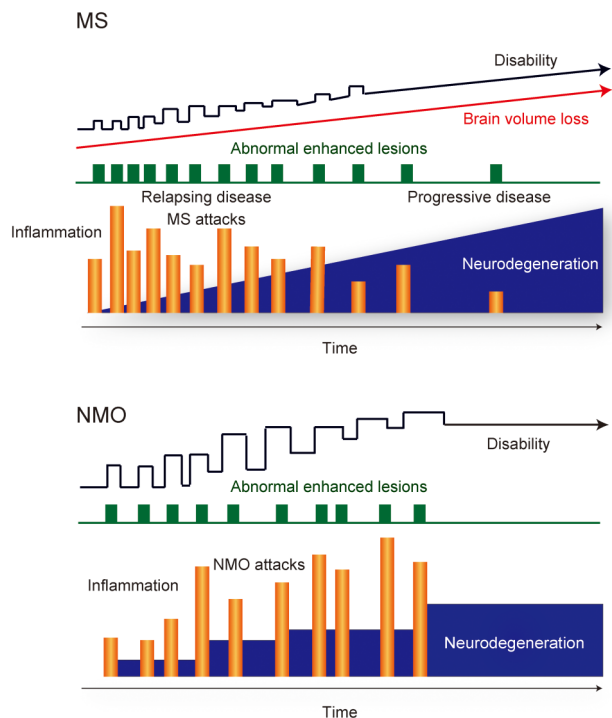 MS
Disability
Brain volume loss
Abnormal enhanced lesions
Relapsing disease
Progressive disease
MS attacks
Inflammation
Neurodegeneration
Time
NMO
Disability
Abnormal enhanced lesions
NMO attacks
Inflammation
Neurodegeneration
Time